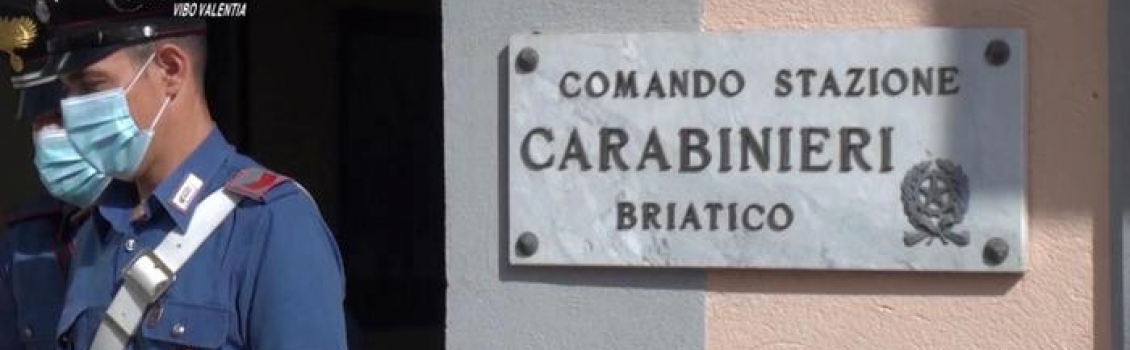 VIBO VALENTIA
COMANDO STAZIONE
CARABINIERI
BRIATICO